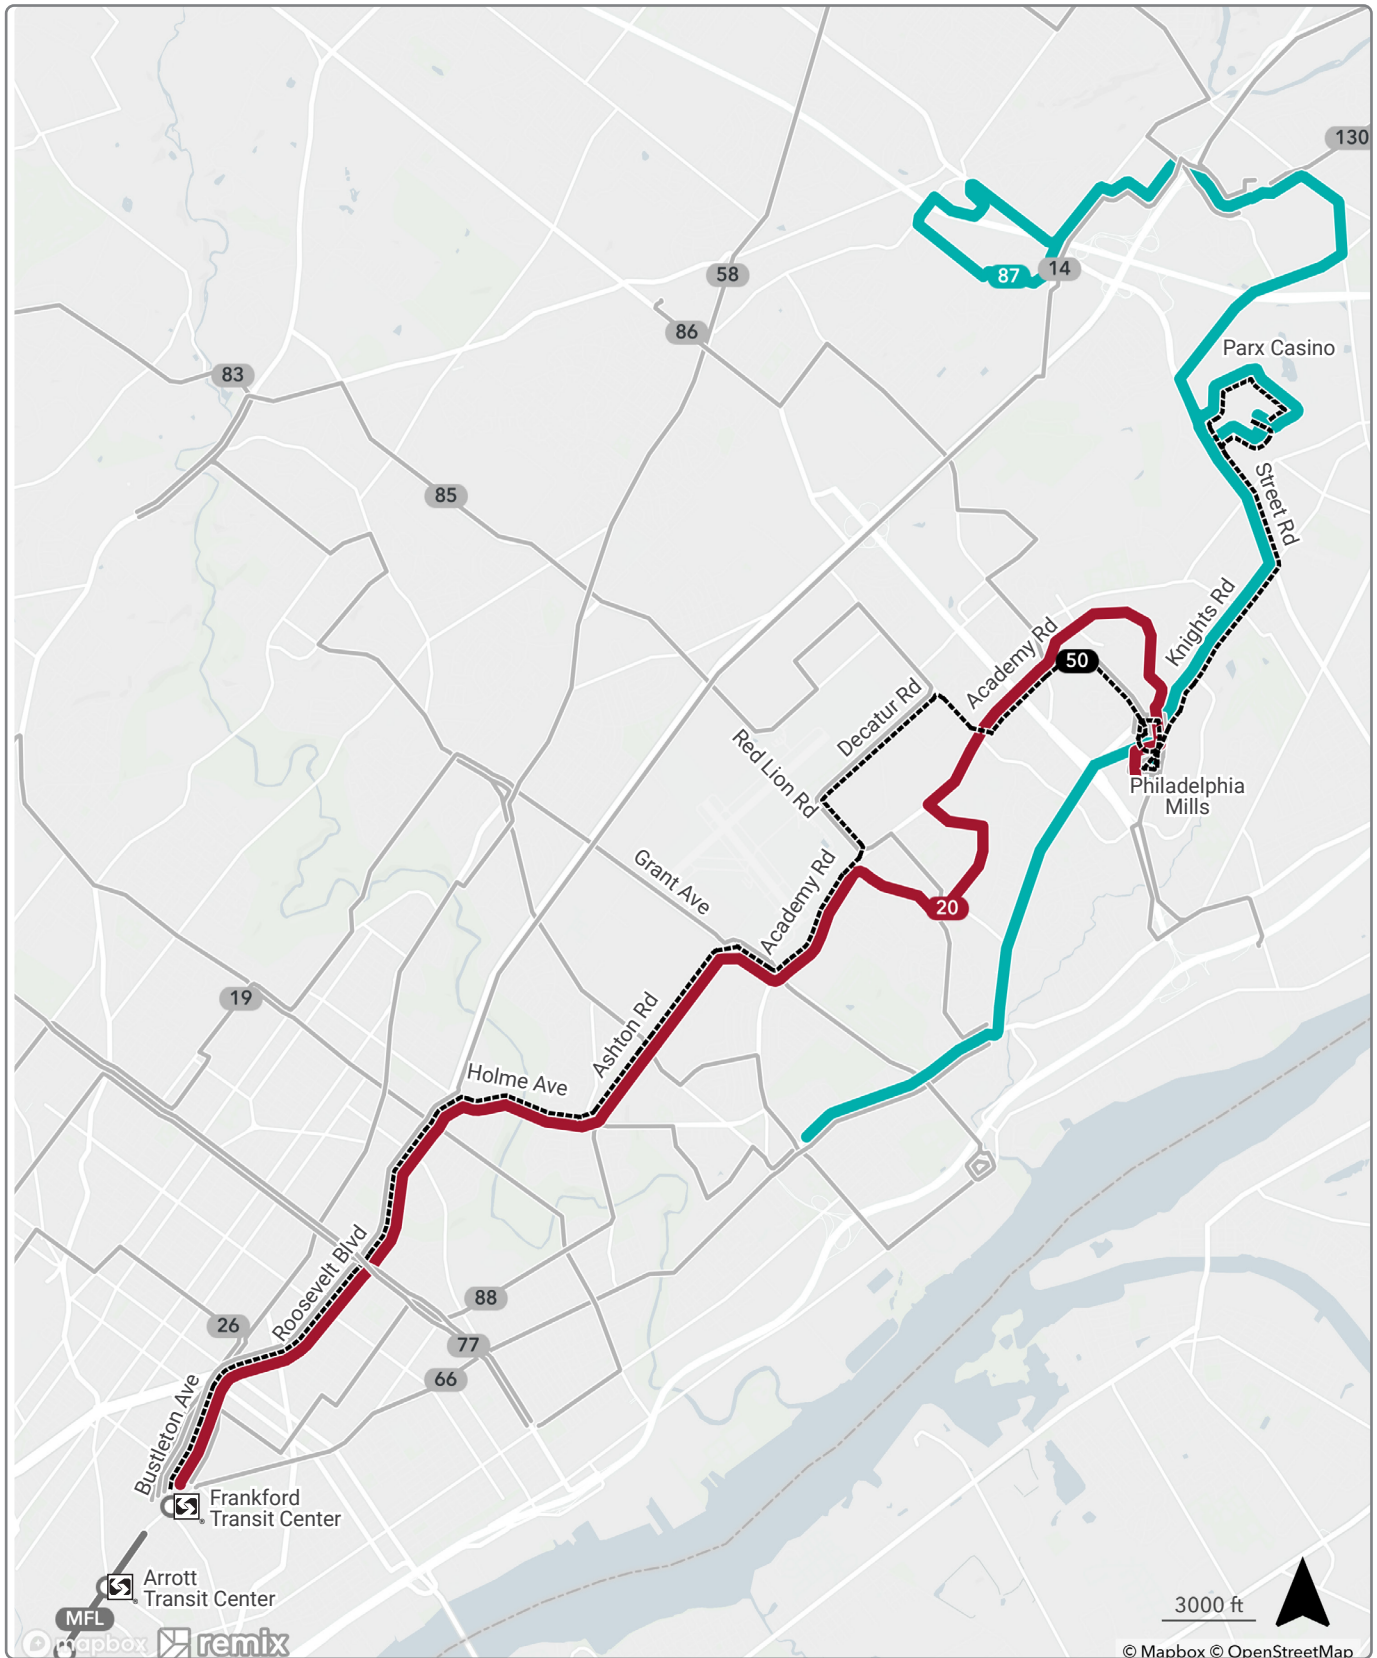 130
58
87
14
86
Parx Casino
83
85
Street Rd
Knights Rd
Academy Rd
50
Decatur Rd
Red Lion Rd
Philadelphia
Mills
Grant Ave
Academy Rd
20
19
Ashton Rd
Holme Ave
Roosevelt Blvd
88
26
77
66
Bustleton Ave
Frankford
Transit Center
Arrott
Transit Center
MFL
3000 ft
mapbox
remix
© Mapbox © OpenStreetMap